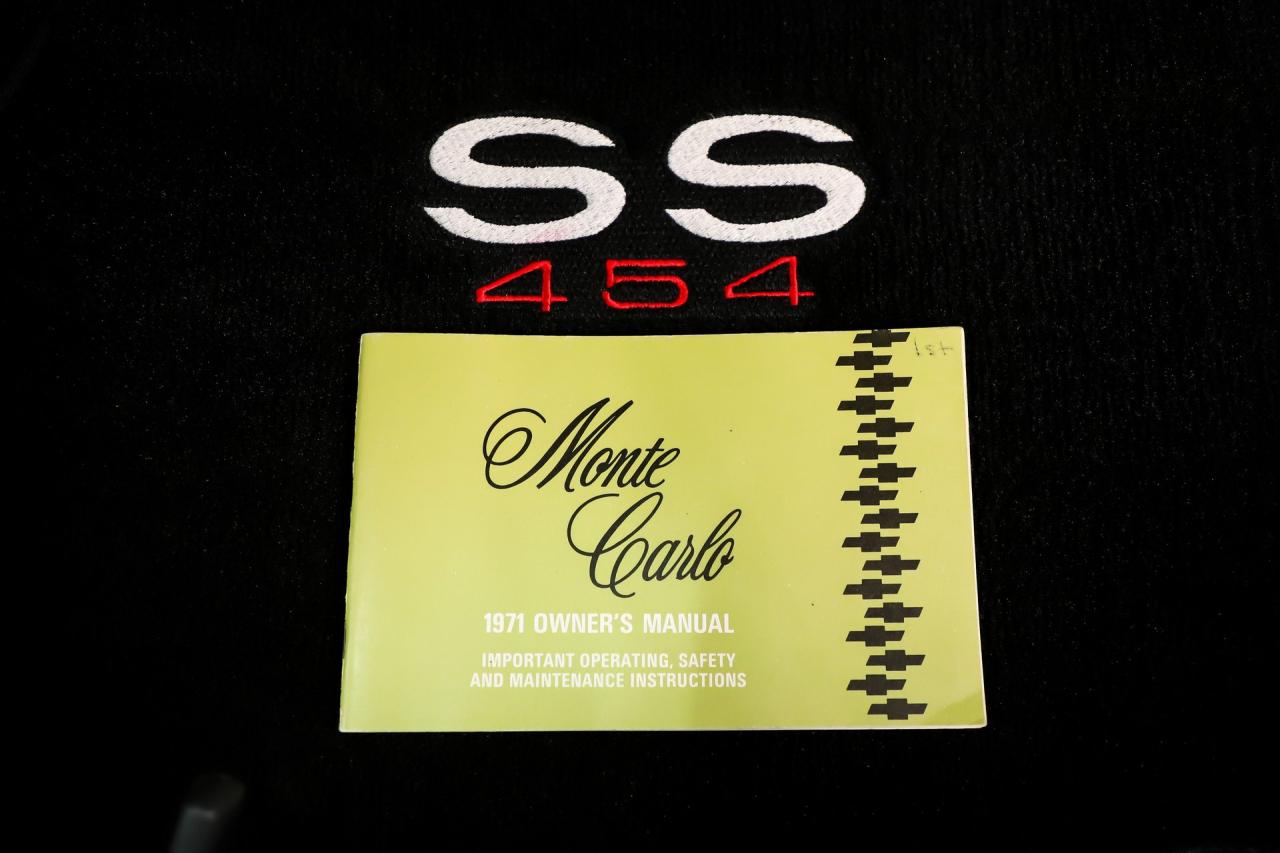 SS
454
1st
Monte
Carlo
1971 OWNER'S MANUAL
IMPORTANT OPERATING, SAFETY
AND MAINTENANCE INSTRUCTIONS